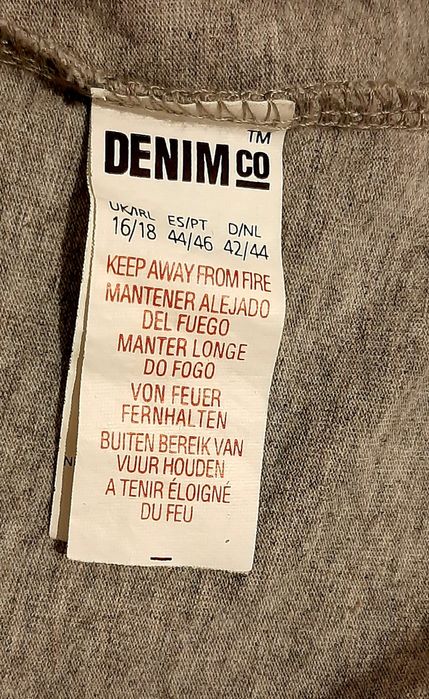 DENIM CO ™
UK/IRL ES/PT D/NL
16/18 44/46 42/44
KEEP AWAY FROM FIRE
MANTENER ALEJADO
DEL FUEGO
MANTER LONGE
DO FOGO
VON FEUER
FERNHALTEN
BUITEN BEREIK VAN
VUUR HOUDEN
A TENIR ÉLOIGNÉ
DU FEU